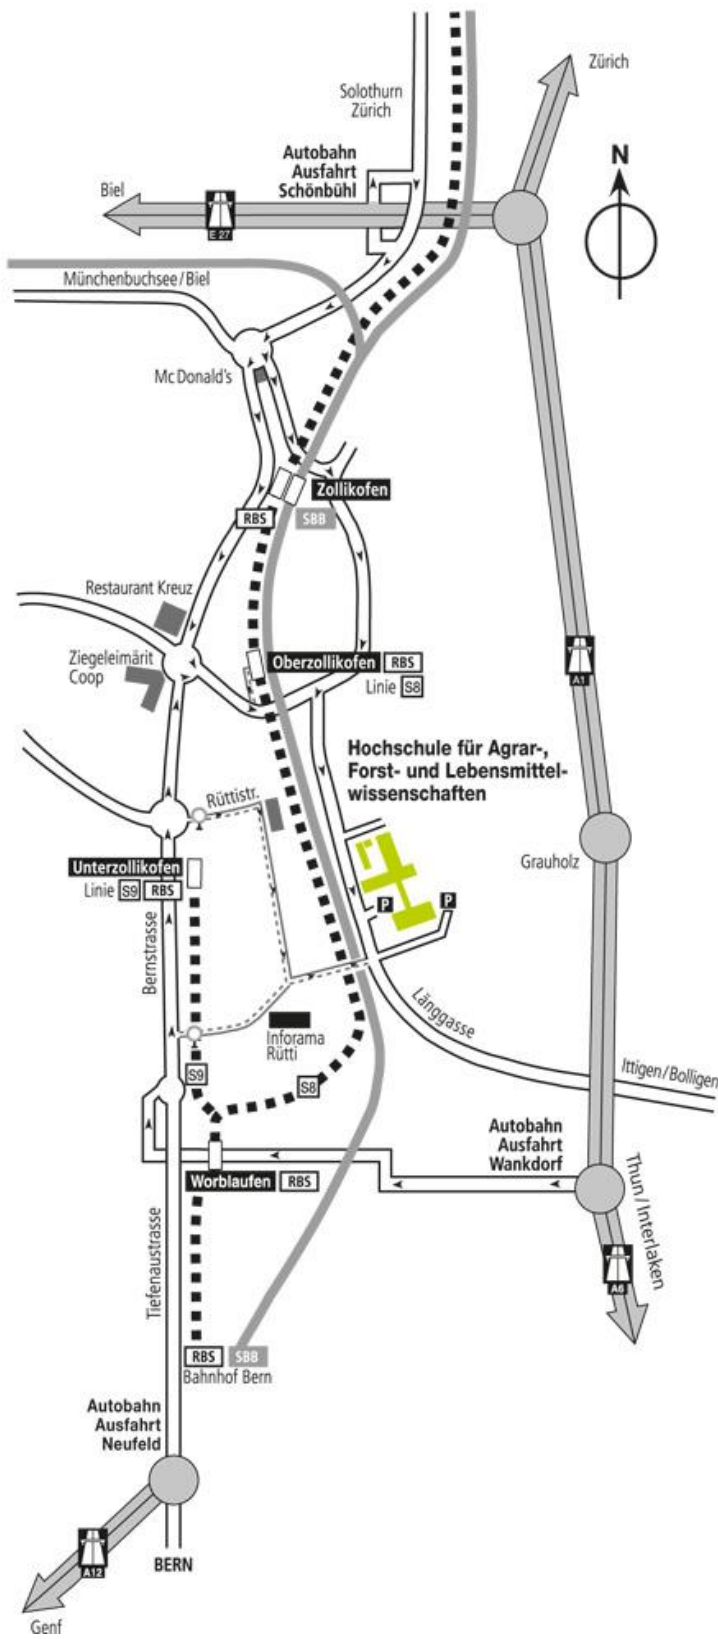 Zürich
Solothurn
Zürich
N
Autobahn
Ausfahrt
Schönbühl
Biel
E 27
Münchenbuchsee/Biel
Mc Donald's
Zollikofen
RBS
SBB
Restaurant Kreuz
Ziegeleimärit
Coop
Oberzollikofen RBS
Linie S8
A1
Hochschule für Agrar-,
Forst- und Lebensmittel-
wissenschaften
Rüttistr.
Grauholz
Unterzollikofen
Linie S9 RBS
P
P
Bernstrasse
Länggasse
Inforama
Rütti
Ittigen/Bolligen
S9
S8
Autobahn
Ausfahrt
Wankdorf
Worblaufen RBS
Thun/Interlaken
Tiefenaustrasse
A6
RBS SBB
Bahnhof Bern
Autobahn
Ausfahrt
Neufeld
A12
BERN
Genf